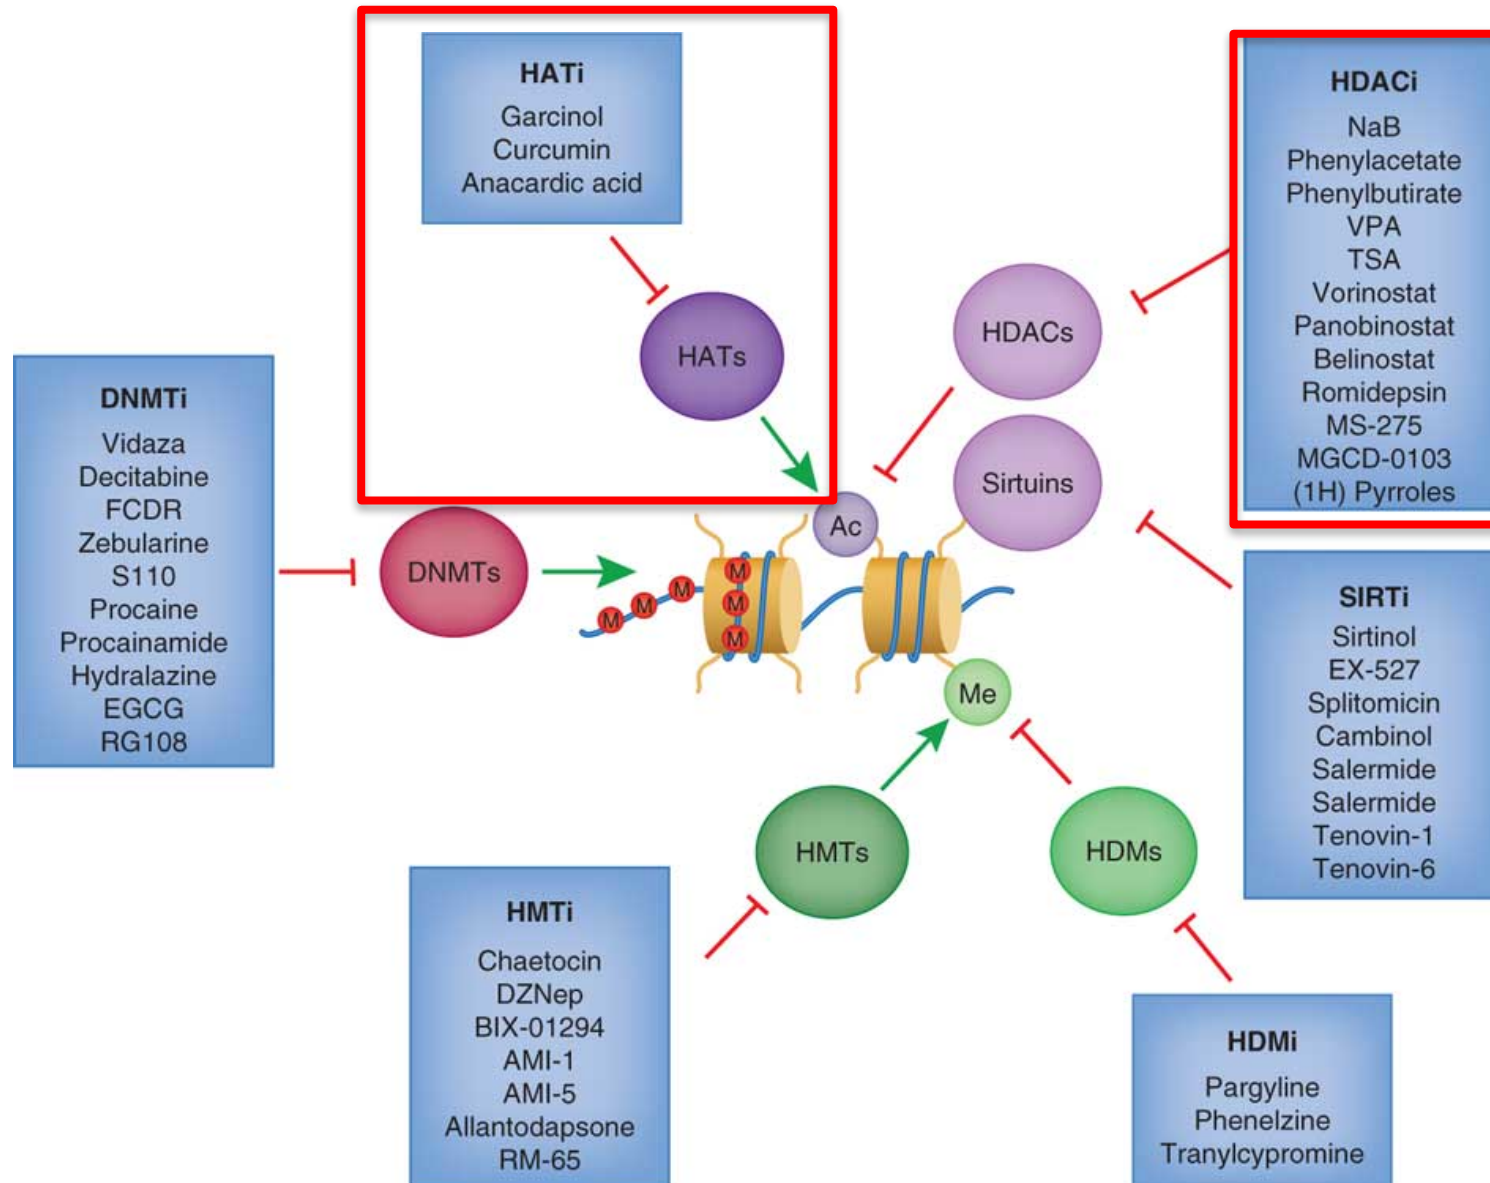 HATi
Garcinol
Curcumin
Anacardic acid
HATs
HDACi
NaB
Phenylacetate
Phenylbutirate
VPA
TSA
Vorinostat
Panobinostat
Belinostat
Romidepsin
MS-275
MGCD-0103
(1H) Pyrroles
HDACs
Sirtuins
Ac
DNMTi
Vidaza
Decitabine
FCDR
Zebularine
S110
Procaine
Procainamide
Hydralazine
EGCG
RG108
DNMTs
M
M
M
M
M
M
SIRTi
Sirtinol
EX-527
Splitomicin
Cambinol
Salermide
Salermide
Tenovin-1
Tenovin-6
Me
HMTs
HDMs
HMTi
Chaetocin
DZNep
BIX-01294
AMI-1
AMI-5
Allantodapsone
RM-65
HDMi
Pargyline
Phenelzine
Tranylcypromine